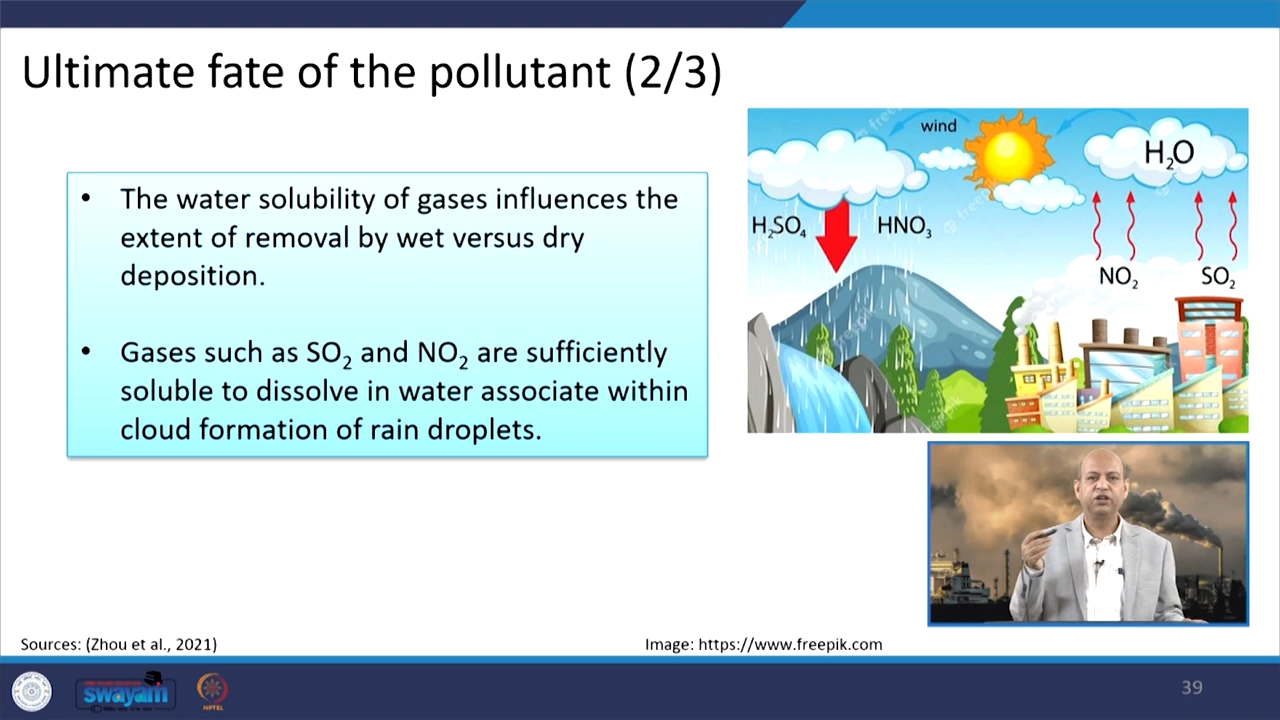 Ultimate fate of the pollutant (2/3)
• The water solubility of gases influences the
extent of removal by wet versus dry
deposition.
• Gases such as SO₂ and NO₂ are sufficiently
soluble to dissolve in water associate within
cloud formation of rain droplets.
wind
H₂O
H₂SO₄
HNO₃
NO₂
SO₂
Sources: (Zhou et al., 2021)
Image: https://www.freepik.com
swayam
NPTEL
39